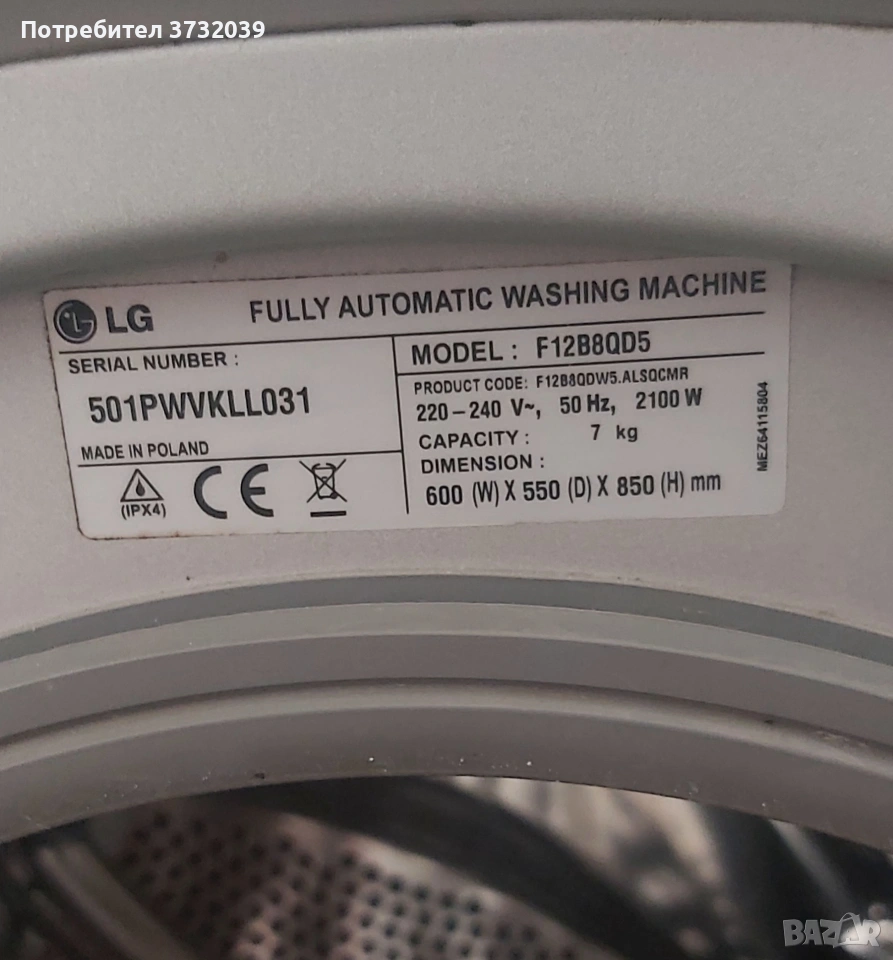 Потребител 3732039
LG FULLY AUTOMATIC WASHING MACHINE
SERIAL NUMBER :
501PWVKLL031
MADE IN POLAND
(IPX4)
CE
MODEL : F12B8QD5
PRODUCT CODE: F12B8QDW5.ALSQCMR
220–240 V~, 50 Hz, 2100 W
CAPACITY : 7 kg
DIMENSION :
600 (W) X 550 (D) X 850 (H) mm
MEZ64115804
BAZAR